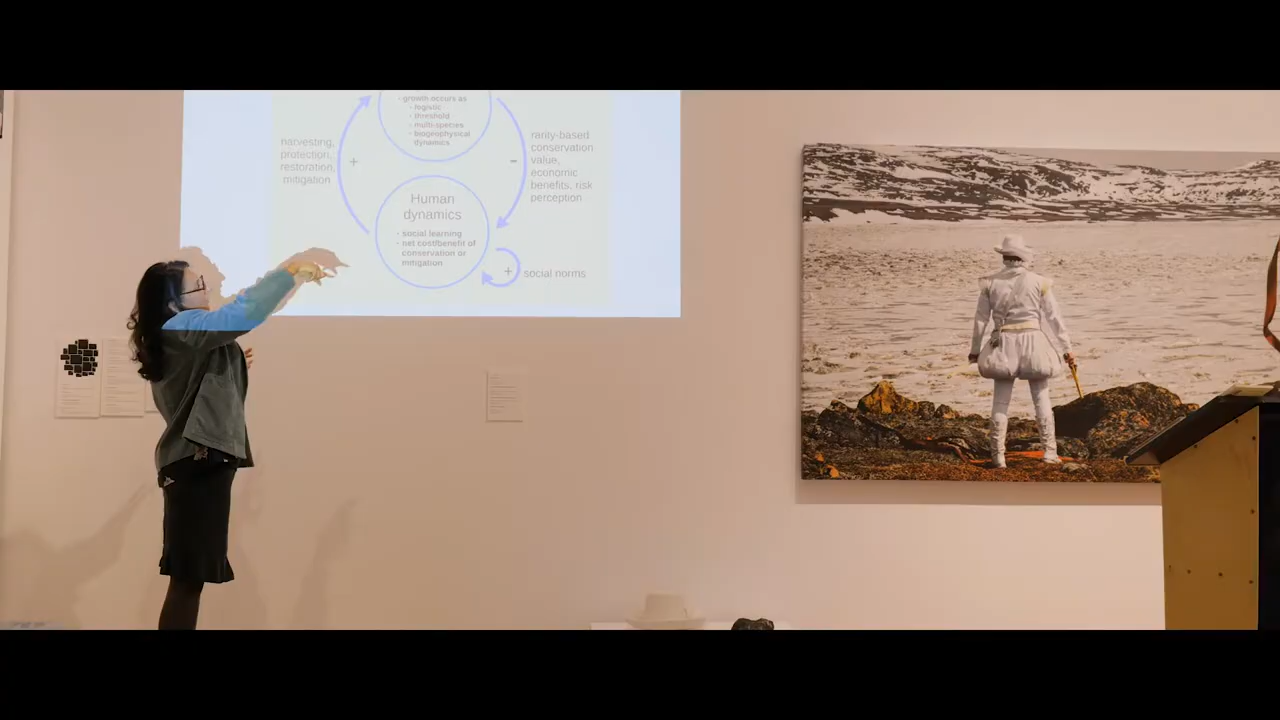 - growth occurs as
- logistic
- threshold
- multi-species
- biogeophysical
dynamics
harvesting,
protection,
restoration,
mitigation
+
-
rarity-based
conservation
value,
economic
benefits, risk
perception
Human
dynamics
- social learning
- net cost/benefit of
conservation or
mitigation
+
social norms